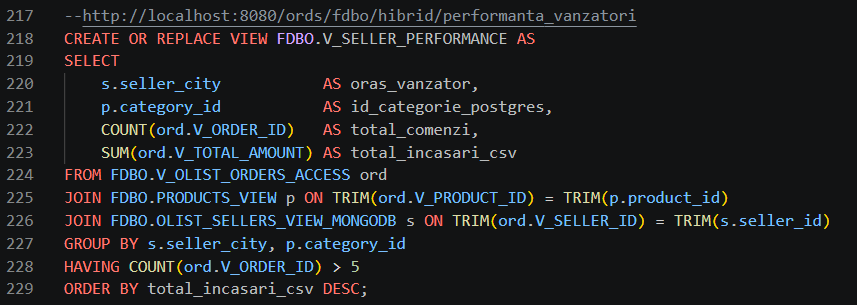 217 --http://localhost:8080/ords/fdbo/hibrid/performanta_vanzatori
218 CREATE OR REPLACE VIEW FDBO.V_SELLER_PERFORMANCE AS
219 SELECT
220     s.seller_city           AS oras_vanzator,
221     p.category_id           AS id_categorie_postgres,
222     COUNT(ord.V_ORDER_ID)   AS total_comenzi,
223     SUM(ord.V_TOTAL_AMOUNT) AS total_incasari_csv
224 FROM FDBO.V_OLIST_ORDERS_ACCESS ord
225 JOIN FDBO.PRODUCTS_VIEW p ON TRIM(ord.V_PRODUCT_ID) = TRIM(p.product_id)
226 JOIN FDBO.OLIST_SELLERS_VIEW_MONGODB s ON TRIM(ord.V_SELLER_ID) = TRIM(s.seller_id)
227 GROUP BY s.seller_city, p.category_id
228 HAVING COUNT(ord.V_ORDER_ID) > 5
229 ORDER BY total_incasari_csv DESC;